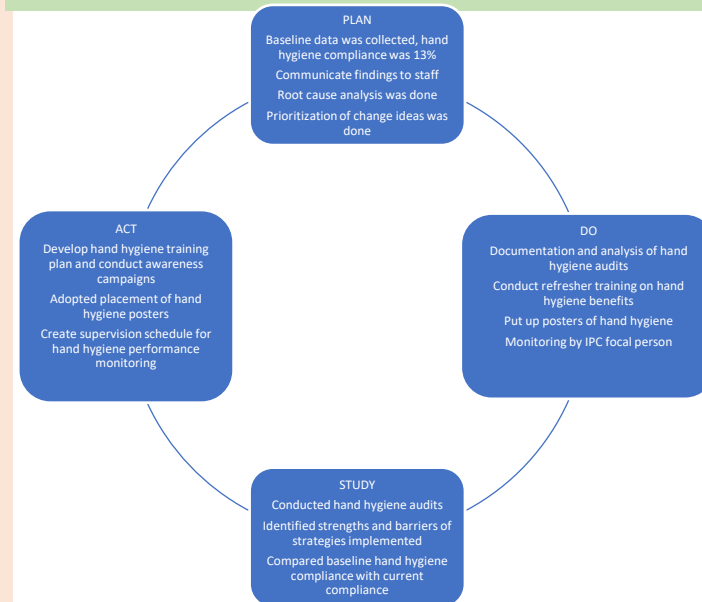 PLAN
Baseline data was collected, hand
hygiene compliance was 13%
Communicate findings to staff
Root cause analysis was done
Prioritization of change ideas was
done
DO
Documentation and analysis of hand
hygiene audits
Conduct refresher training on hand
hygiene benefits
Put up posters of hand hygiene
Monitoring by IPC focal person
STUDY
Conducted hand hygiene audits
Identified strengths and barriers of
strategies implemented
Compared baseline hand hygiene
compliance with current
compliance
ACT
Develop hand hygiene training
plan and conduct awareness
campaigns
Adopted placement of hand
hygiene posters
Create supervision schedule for
hand hygiene performance
monitoring